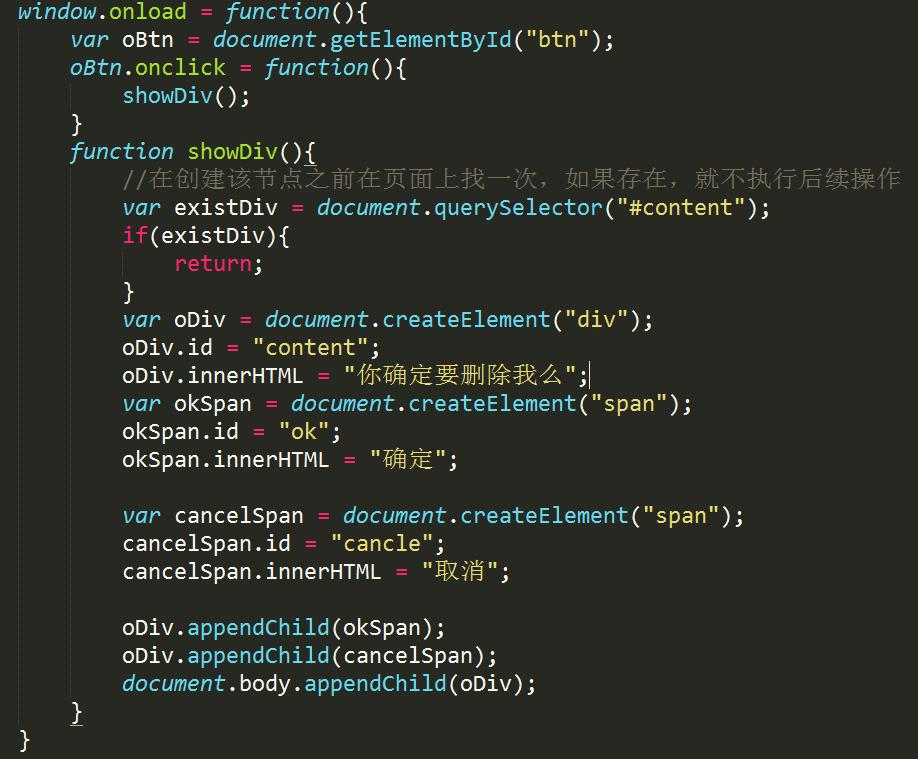 window.onload = function(){
var oBtn = document.getElementById("btn");
oBtn.onclick = function(){
showDiv();
}
function showDiv(){
//在创建该节点之前在页面上找一次，如果存在，就不执行后续操作
var existDiv = document.querySelector("#content");
if(existDiv){
return;
}
var oDiv = document.createElement("div");
oDiv.id = "content";
oDiv.innerHTML = "你确定要删除我么";
var okSpan = document.createElement("span");
okSpan.id = "ok";
okSpan.innerHTML = "确定";
var cancelSpan = document.createElement("span");
cancelSpan.id = "cancle";
cancelSpan.innerHTML = "取消";
oDiv.appendChild(okSpan);
oDiv.appendChild(cancelSpan);
document.body.appendChild(oDiv);
}
}